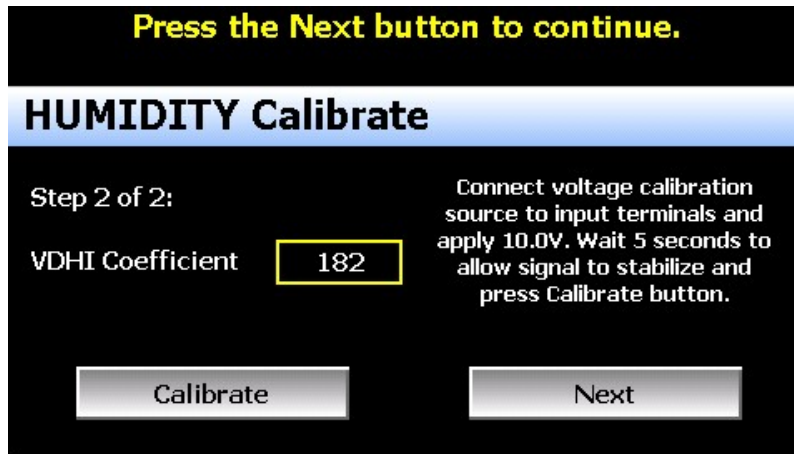 Press the Next button to continue.
HUMIDITY Calibrate
Step 2 of 2:
VDHI Coefficient 182
Connect voltage calibration
source to input terminals and
apply 10.0V. Wait 5 seconds to
allow signal to stabilize and
press Calibrate button.
Calibrate
Next